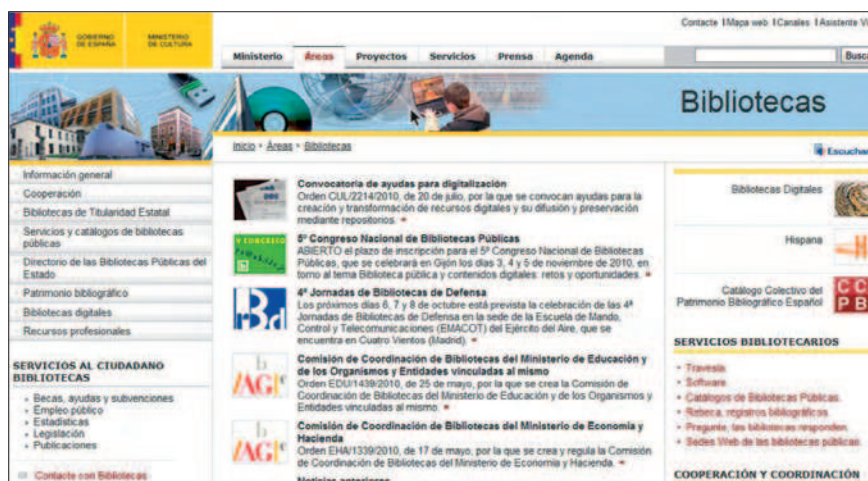 GOBIERNO
DE ESPAÑA
MINISTERIO
DE CULTURA
Contacte | Mapa web | Canales | Asistente
Ministerio Áreas Proyectos Servicios Prensa Agenda
Busca
Bibliotecas
Inicio Áreas Bibliotecas
Escuchar
Información general
Cooperación
Bibliotecas de Titularidad Estatal
Servicios y catálogos de bibliotecas
públicas
Directorio de las Bibliotecas Públicas del
Estado
Patrimonio bibliográfico
Bibliotecas digitales
Recursos profesionales
SERVICIOS AL CIUDADANO
BIBLIOTECAS
Becas, ayudas y subvenciones
Empleo público
Estadísticas
Legislación
Publicaciones
Contacte con Bibliotecas
Convocatoria de ayudas para digitalización
Orden CUL/2214/2010, de 20 de julio, por la que se convocan ayudas para la
creación y transformación de recursos digitales y su difusión y preservación
mediante repositorios.
V CONGRESO
5º Congreso Nacional de Bibliotecas Públicas
ABIERTO el plazo de inscripción para el 5º Congreso Nacional de Bibliotecas
Públicas, que se celebrará en Gijón los días 3, 4 y 5 de noviembre de 2010, en
torno al tema Biblioteca pública y contenidos digitales: retos y oportunidades.
rBd
4ª Jornadas de Bibliotecas de Defensa
Los próximos días 6, 7 y 8 de octubre está prevista la celebración de las 4ª
Jornadas de Bibliotecas de Defensa en la sede de la Escuela de Mando,
Control y Telecomunicaciones (EMACOT) del Ejército del Aire, que se
encuentra en Cuatro Vientos (Madrid).
b
AGe
Comisión de Coordinación de Bibliotecas del Ministerio de Educación y
de los Organismos y Entidades vinculadas al mismo
Orden EDU/1439/2010, de 25 de mayo, por la que se crea la Comisión de
Coordinación de Bibliotecas del Ministerio de Educación y de los Organismos y
Entidades vinculadas al mismo.
b
AGe
Comisión de Coordinación de Bibliotecas del Ministerio de Economía y
Hacienda
Orden EHA/1339/2010, de 17 de mayo, por la que se crea y regula la Comisión
de Coordinación de Bibliotecas del Ministerio de Economía y Hacienda.
Noticias anteriores
Bibliotecas Digitales
Hispana
Catálogo Colectivo del
Patrimonio Bibliográfico Español
CC
PB
SERVICIOS BIBLIOTECARIOS
Travesía
Software
Catálogos de Bibliotecas Públicas
Rebeca, registros bibliográficos
Pregunte, las bibliotecas responden
Sedes Web de las bibliotecas públicas
COOPERACIÓN Y COORDINACIÓN